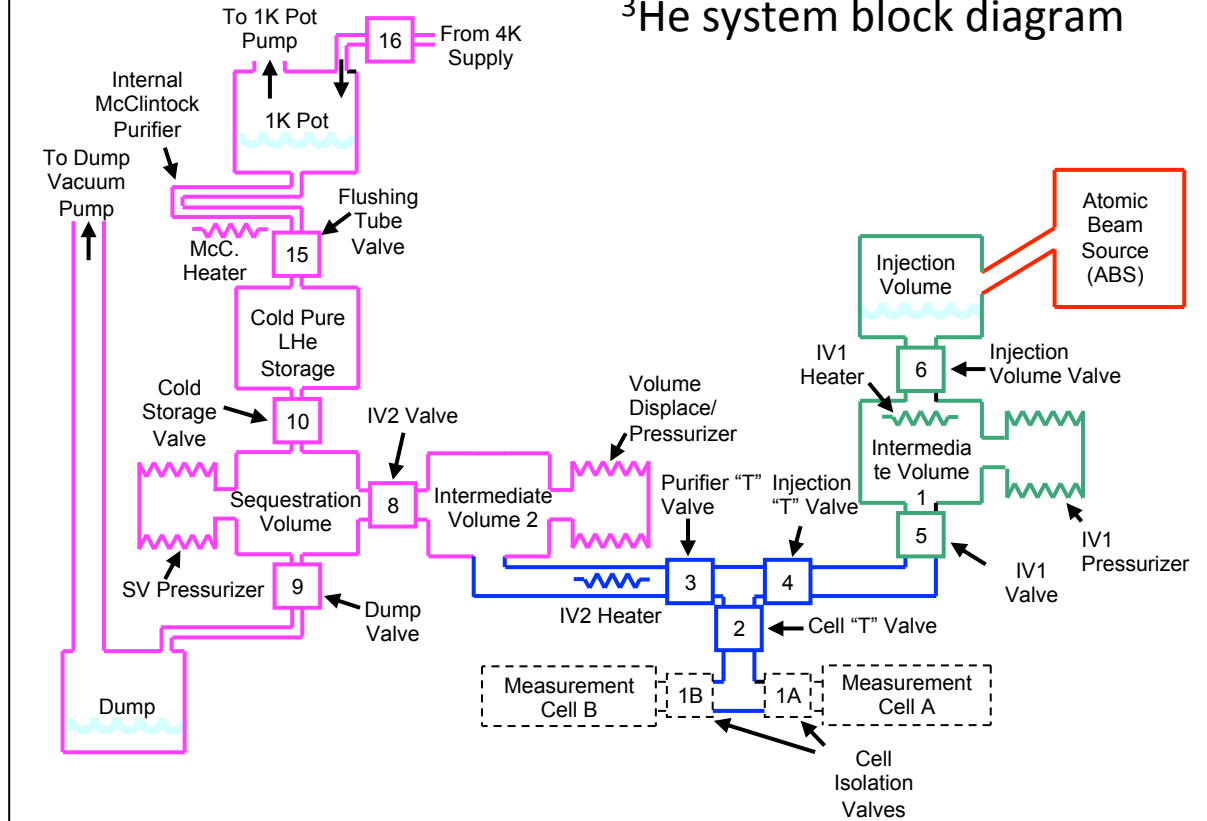 ³He system block diagram
To 1K Pot
Pump
16
From 4K
Supply
Internal
McClintock
Purifier
1K Pot
To Dump
Vacuum
Pump
Flushing
Tube
Valve
McC.
Heater
15
Cold Pure
LHe
Storage
Cold
Storage
Valve
10
IV2 Valve
Volume
Displace/
Pressurizer
Sequestration
Volume
8
Intermediate
Volume 2
SV Pressurizer
9
Dump
Valve
Dump
Purifier “T”
Valve
Injection
“T” Valve
IV2 Heater
3
4
2
Cell “T” Valve
Measurement
Cell B
1B
1A
Measurement
Cell A
Cell
Isolation
Valves
Atomic
Beam
Source
(ABS)
Injection
Volume
6
Injection
Volume Valve
IV1
Heater
Intermedia
te Volume
1
5
IV1
Valve
IV1
Pressurizer